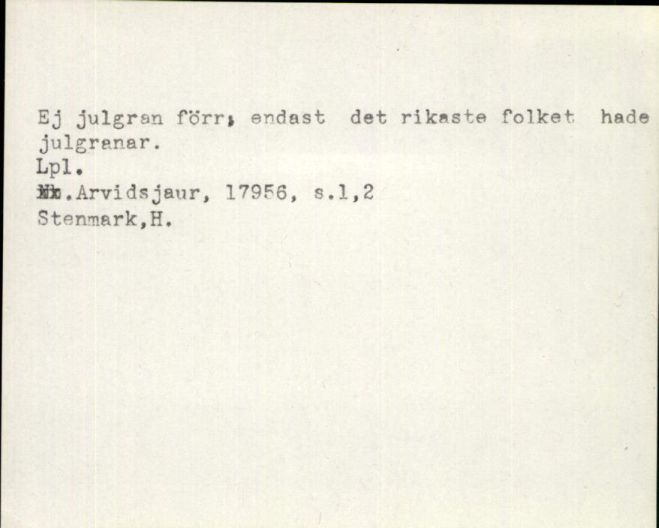 Ej julgran förr, endast det rikaste folket hade
julgranar.
Lpl.
Arvidsjaur, 17956, s.1,2
Stenmark,H.